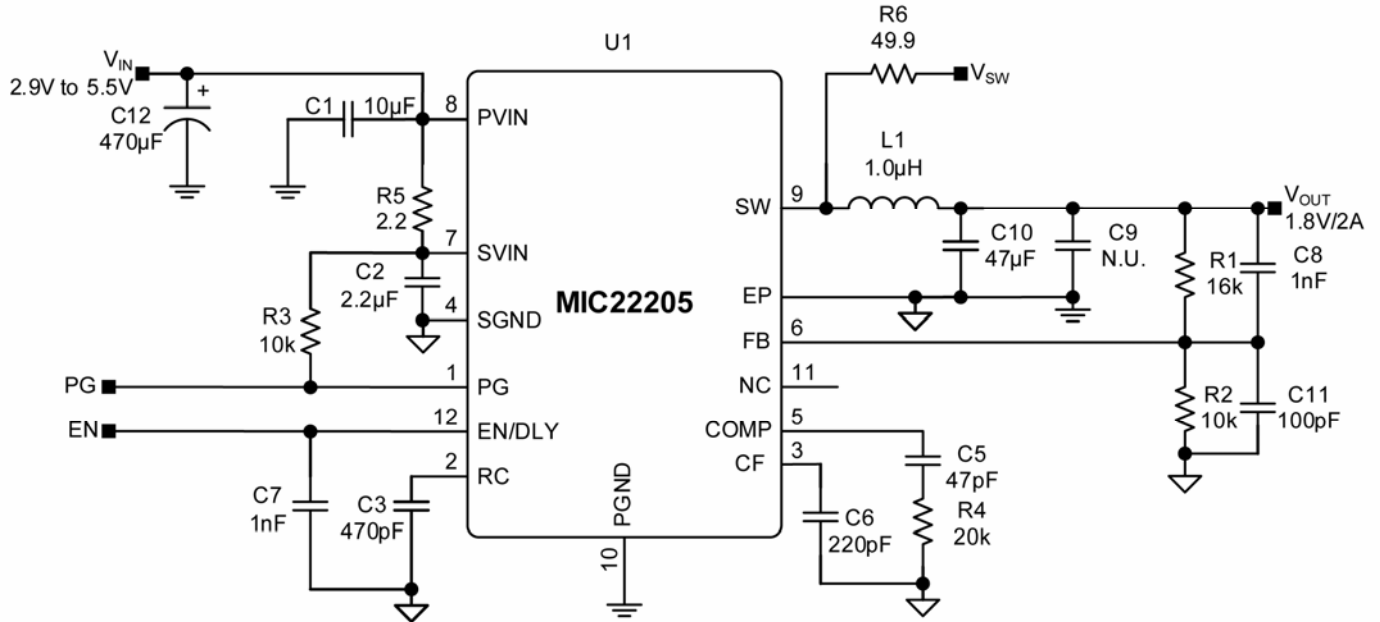 U1
MIC22205
V_IN
2.9V to 5.5V
+
C12
470µF
C1
10µF
8
PVIN
R5
2.2
7
SVIN
C2
2.2µF
4
SGND
R3
10k
PG
1
PG
EN
12
EN/DLY
2
RC
C7
1nF
C3
470pF
PGND
10
R6
49.9
V_SW
L1
1.0µH
SW
9
V_OUT
1.8V/2A
C10
47µF
C9
N.U.
R1
16k
C8
1nF
EP
FB
6
NC
11
R2
10k
C11
100pF
COMP
5
CF
3
C5
47pF
R4
20k
C6
220pF